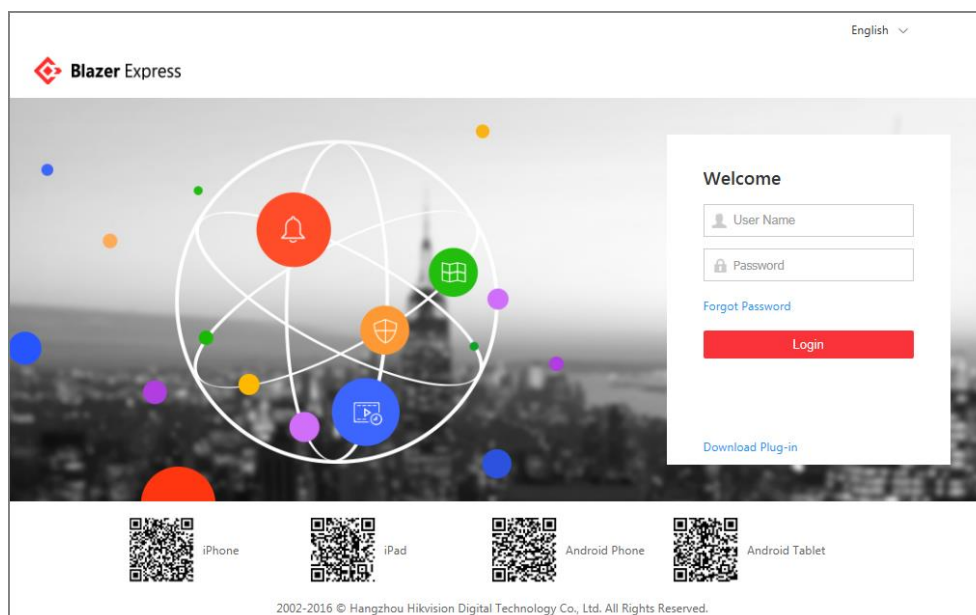 English
Blazer Express
Welcome
User Name
Password
Forgot Password
Login
Download Plug-in
iPhone
iPad
Android Phone
Android Tablet
2002-2016 © Hangzhou Hikvision Digital Technology Co., Ltd. All Rights Reserved.